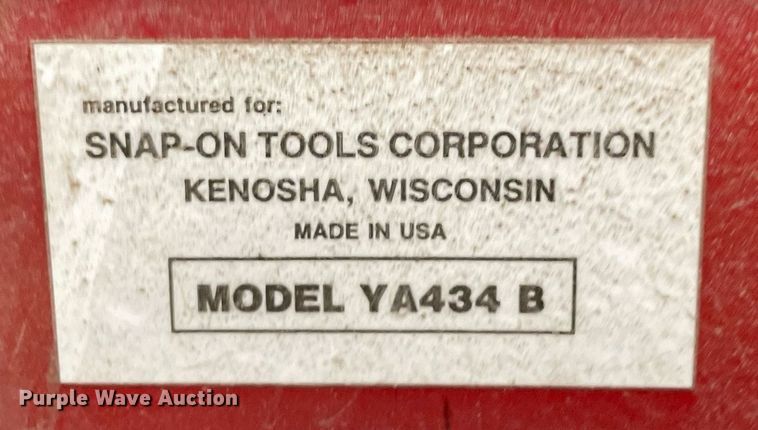 manufactured for:
SNAP-ON TOOLS CORPORATION
KENOSHA, WISCONSIN
MADE IN USA
MODEL YA434 B
Purple Wave Auction